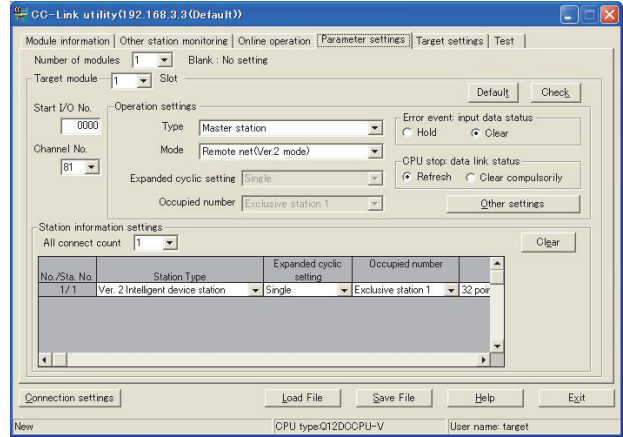 CC-Link utility(192.168.3.3(Default))
Module information Other station monitoring Online operation Parameter settings Target settings Test
Number of modules 1 Blank : No setting
Target module 1 Slot
Default Check
Start I/O No.
0000
Channel No.
81
Operation settings
Type Master station
Mode Remote net(Ver.2 mode)
Expanded cyclic setting Single
Occupied number Exclusive station 1
Error event: input data status
Hold Clear
CPU stop: data link status
Refresh Clear compulsorily
Other settings
Station information settings
All connect count 1
Clear
No./Sta. No. Station Type Expanded cyclic setting Occupied number
1/1 Ver. 2 Intelligent device station Single Exclusive station 1 32 poin
Connection settings Load File Save File Help Exit
New CPU type:Q12DCCPU-V User name: target